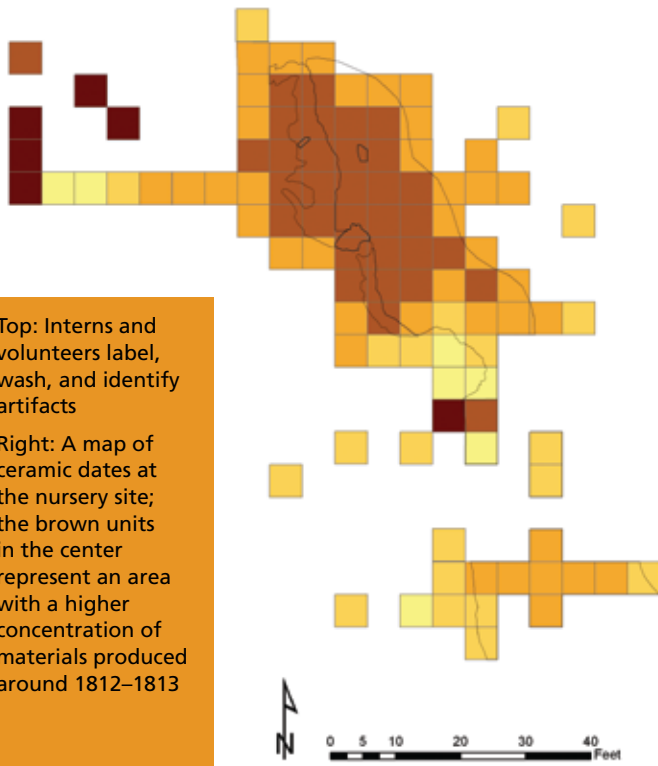 Top: Interns and
volunteers label,
wash, and identify
artifacts
Right: A map of
ceramic dates at
the nursery site;
the brown units
in the center
represent an area
with a higher
concentration of
materials produced
around 1812–1813
N
0 5 10 20 30 40
Feet